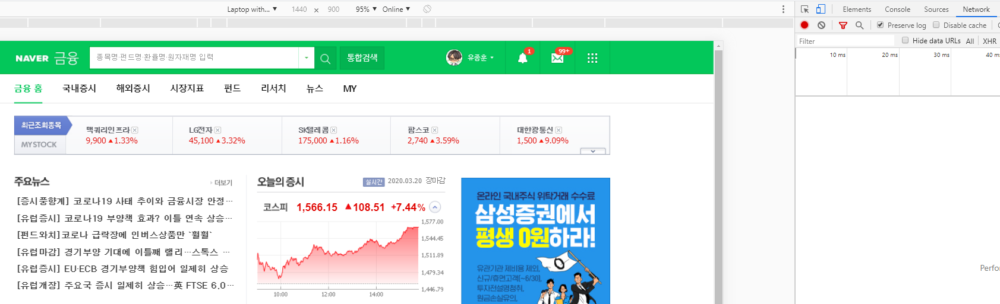 Laptop with... ▼ 1440 × 900 95% ▼ Online ▼
Elements Console Sources Network
Preserve log Disable cache
Filter Hide data URLs All XHR
10 ms 20 ms 30 ms 40 ms
NAVER 금융 종목명·펀드명·환율명·원자재명 입력 통합검색 유종훈 1 99+
금융 홈 국내증시 해외증시 시장지표 펀드 리서치 뉴스 MY
최근조회종목
MYSTOCK
맥쿼리인프라 LG전자 SK텔레콤 팜스코 대한광통신
9,900 ▲1.33% 45,100 ▲3.32% 175,000 ▲1.16% 2,740 ▲3.59% 1,500 ▲9.09%
주요뉴스 더보기
[증시풍향계] 코로나19 사태 추이와 금융시장 안정…
[유럽증시] 코로나19 부양책 효과? 이틀 연속 상승…
[펀드와치]코로나 급락장에 인버스상품만 `훨훨`
[유럽마감] 경기부양 기대에 이틀째 랠리…스톡스 …
[유럽증시] EU·ECB 경기부양책 힘입어 일제히 상승
[유럽개장] 주요국 증시 일제히 상승…英 FTSE 6.0…
오늘의 증시 실시간 2020.03.20 장마감
코스피 1,566.15 ▲108.51 +7.44%
1,577.00
1,544.45
1,511.89
1,479.34
1,446.79
10:00 12:00 14:00
온라인 국내주식 위탁거래 수수료
삼성증권에서
평생 0원하라!
유관기관 제비용 제외,
신규/휴면고객(~6/30),
투자전설명청취,
원금손실유의,
Perfor